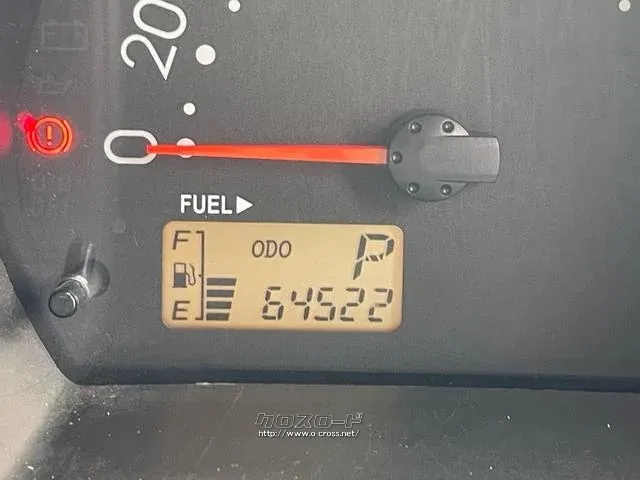 20
0
FUEL▶
F
ODO P
E 64522
クロスロード
http://www.o-cross.net/